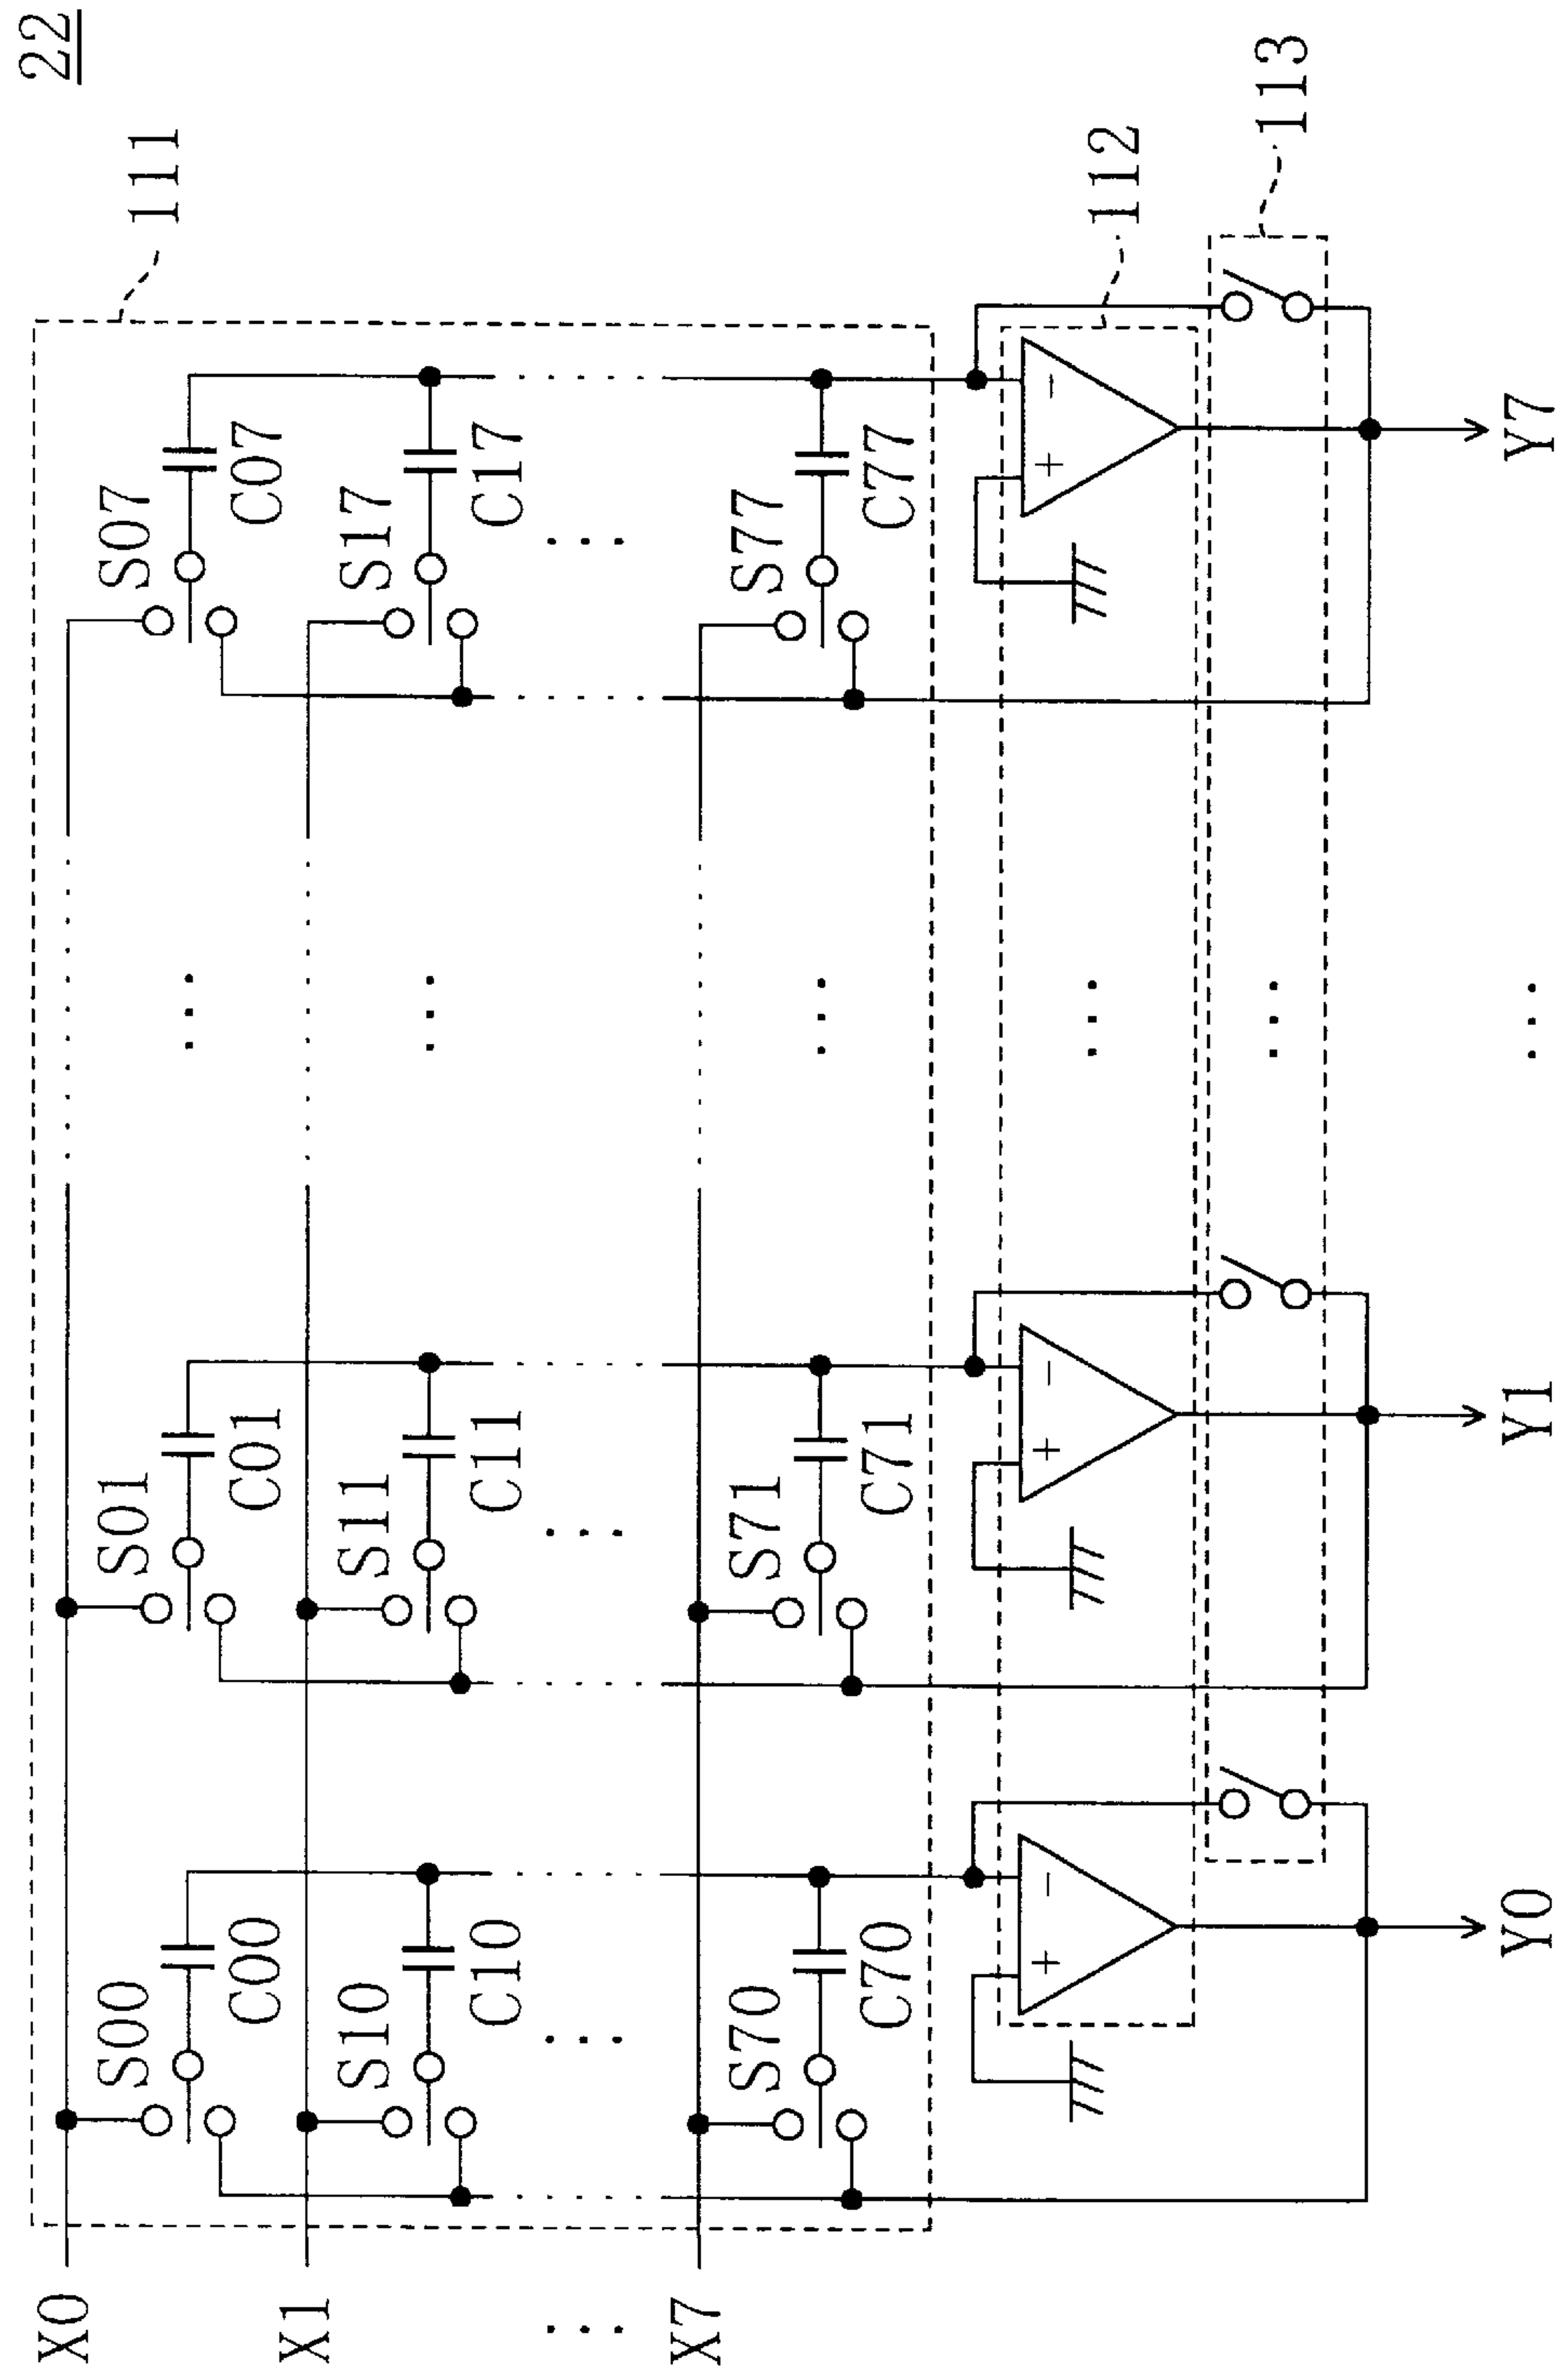 22
111
X0
S00
C00
S01
C01
S07
C07
X1
S10
C10
S11
C11
S17
C17
...
...
...
...
X7
S70
C70
S71
C71
S77
C77
112
+ −
+ −
+ −
113
Y0
Y1
...
Y7